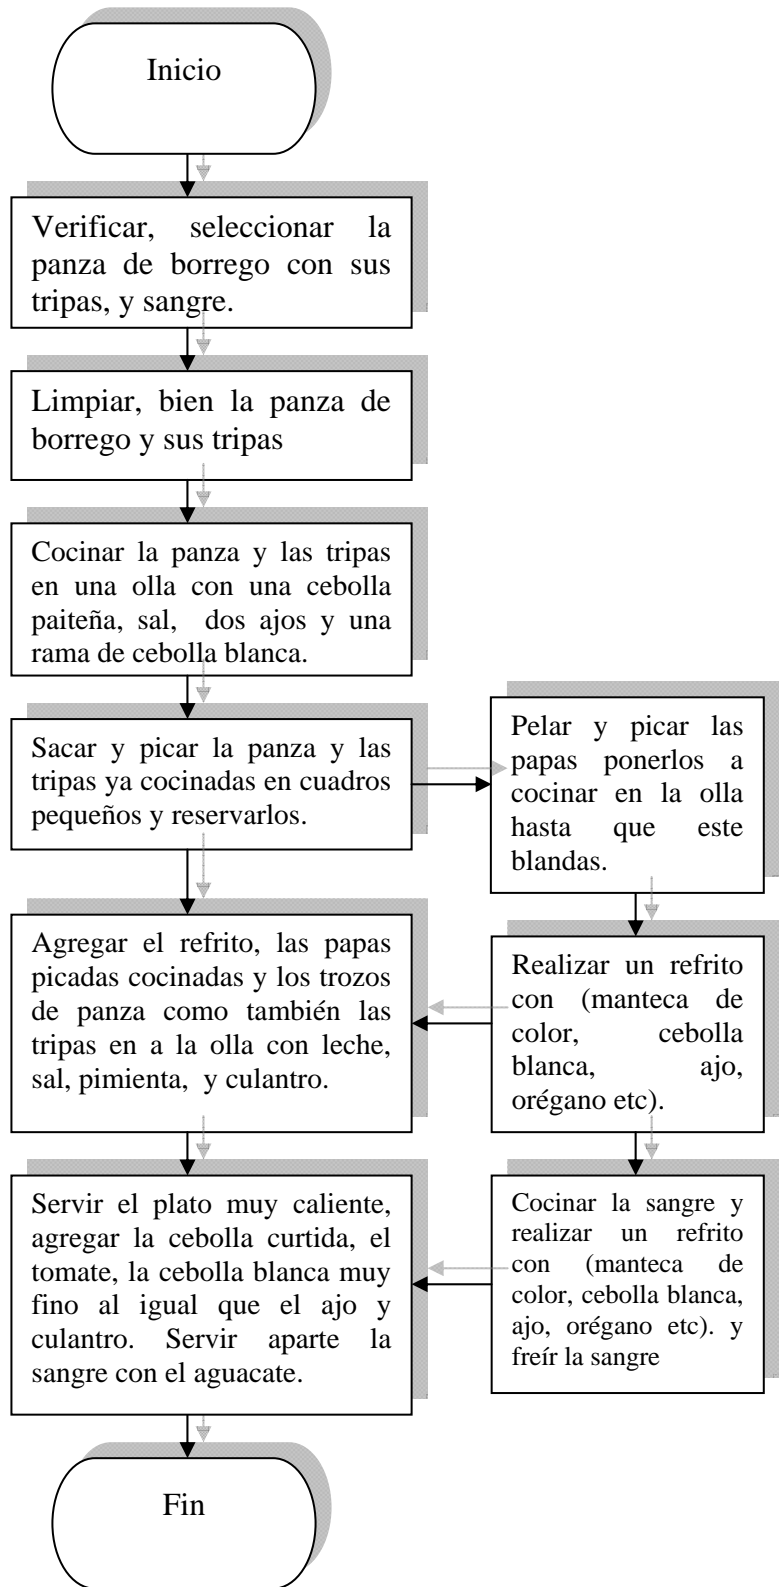 Inicio
Verificar, seleccionar la
panza de borrego con sus
tripas, y sangre.
Limpiar, bien la panza de
borrego y sus tripas
Cocinar la panza y las tripas
en una olla con una cebolla
paiteña, sal, dos ajos y una
rama de cebolla blanca.
Sacar y picar la panza y las
tripas ya cocinadas en cuadros
pequeños y reservarlos.
Pelar y picar las
papas ponerlos a
cocinar en la olla
hasta que este
blandas.
Realizar un refrito
con (manteca de
color, cebolla
blanca, ajo,
orégano etc).
Agregar el refrito, las papas
picadas cocinadas y los trozos
de panza como también las
tripas en a la olla con leche,
sal, pimienta, y culantro.
Cocinar la sangre y
realizar un refrito
con (manteca de
color, cebolla blanca,
ajo, orégano etc). y
freír la sangre
Servir el plato muy caliente,
agregar la cebolla curtida, el
tomate, la cebolla blanca muy
fino al igual que el ajo y
culantro. Servir aparte la
sangre con el aguacate.
Fin